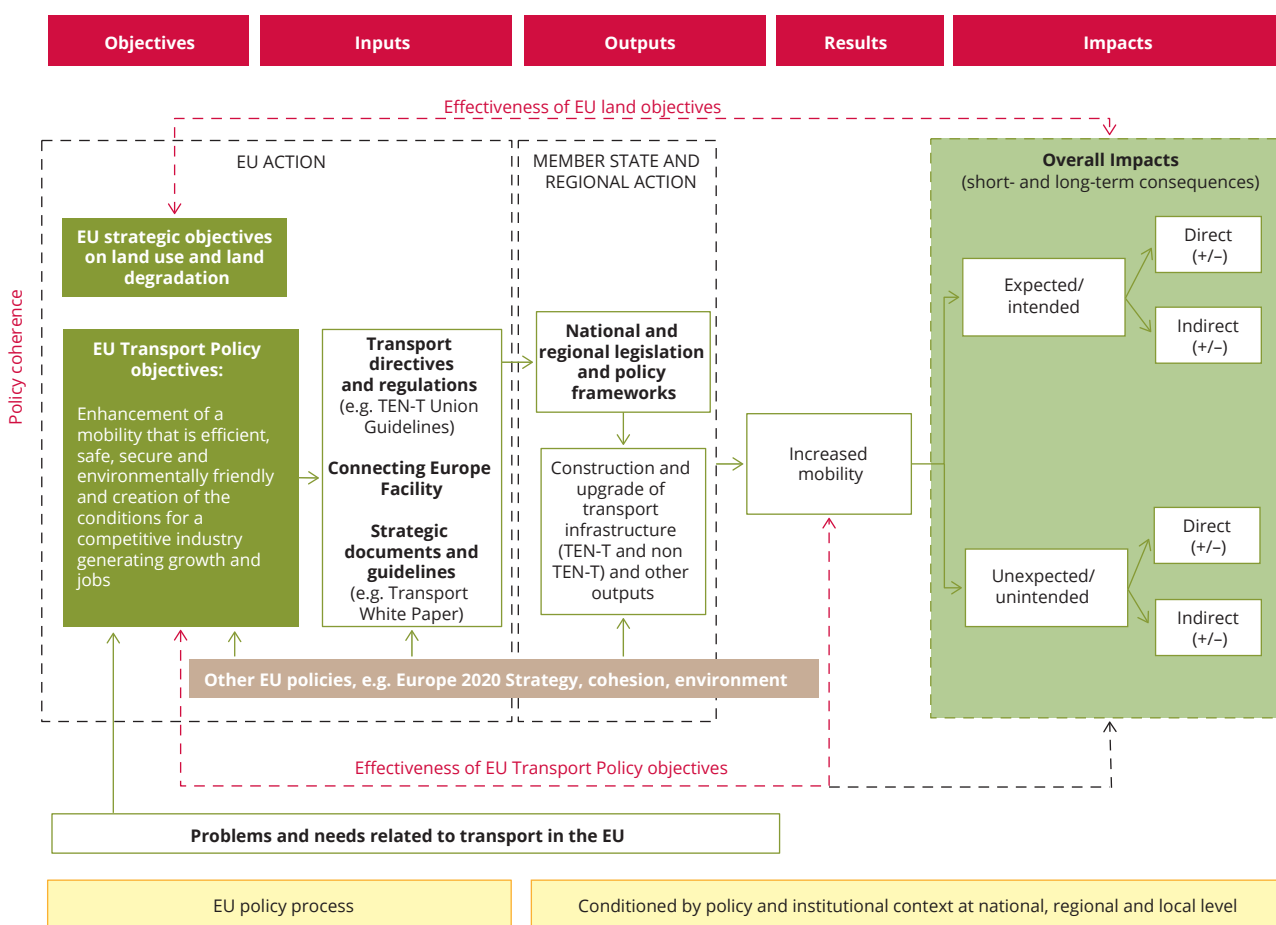 Objectives
Inputs
Outputs
Results
Impacts
Effectiveness of EU land objectives
EU ACTION
MEMBER STATE AND
REGIONAL ACTION
Overall Impacts
(short- and long-term consequences)
Policy coherence
EU strategic objectives
on land use and land
degradation
EU Transport Policy
objectives:
Enhancement of a
mobility that is efficient,
safe, secure and
environmentally friendly
and creation of the
conditions for a
competitive industry
generating growth and
jobs
Transport
directives
and regulations
(e.g. TEN-T Union
Guidelines)
Connecting Europe
Facility
Strategic
documents and
guidelines
(e.g. Transport
White Paper)
National and
regional legislation
and policy
frameworks
Construction and
upgrade of
transport
infrastructure
(TEN-T and non
TEN-T) and other
outputs
Increased
mobility
Expected/
intended
Direct
(+/–)
Indirect
(+/–)
Unexpected/
unintended
Direct
(+/–)
Indirect
(+/–)
Other EU policies, e.g. Europe 2020 Strategy, cohesion, environment
Effectiveness of EU Transport Policy objectives
Problems and needs related to transport in the EU
EU policy process
Conditioned by policy and institutional context at national, regional and local level